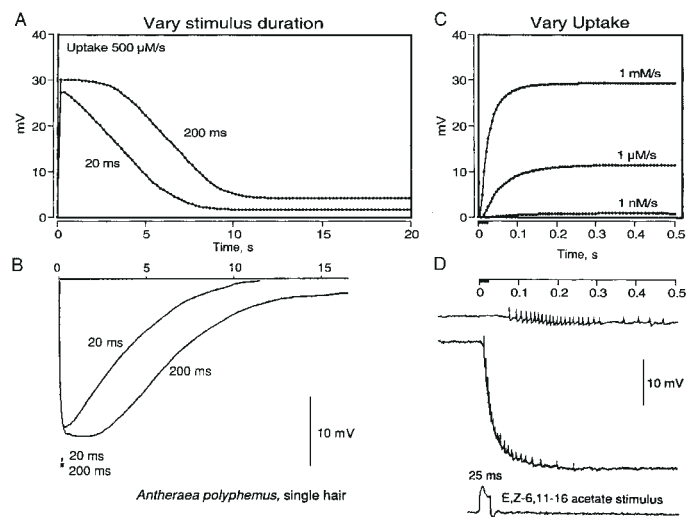 A
Vary stimulus duration
Uptake 500 µM/s
40
30
20
10
0
mV
200 ms
20 ms
0
5
10
15
20
Time, s
B
0
5
10
15
20 ms
200 ms
10 mV
20 ms
200 ms
Antheraea polyphemus, single hair
C
Vary Uptake
40
30
20
10
0
mV
1 mM/s
1 µM/s
1 nM/s
0
0.1
0.2
0.3
0.4
0.5
Time, s
D
0
0.1
0.2
0.3
0.4
0.5
10 mV
25 ms
E,Z-6,11-16 acetate stimulus